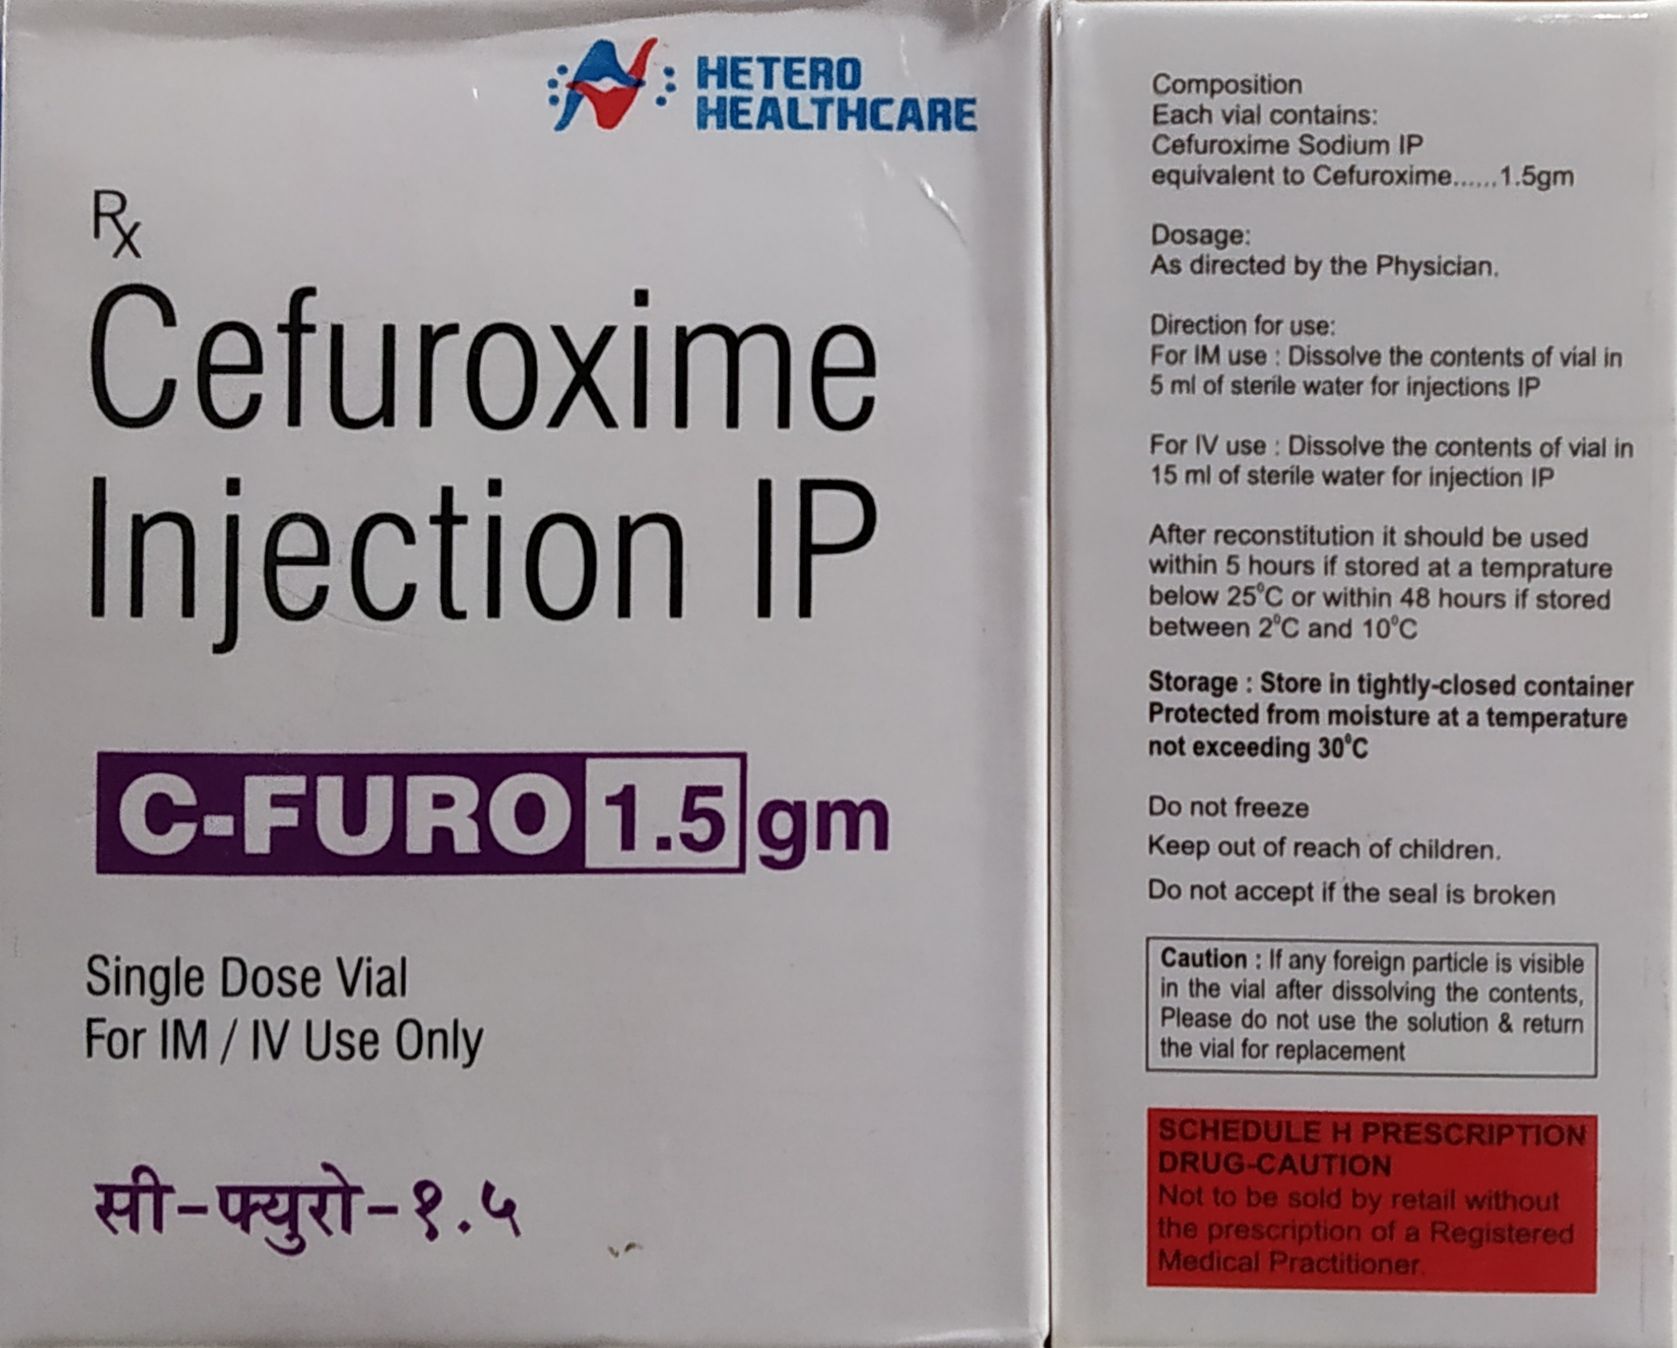 HETERO
HEALTHCARE
Rx
Cefuroxime
Injection IP
C-FURO 1.5 gm
Single Dose Vial
For IM / IV Use Only
सी-फ्युरो-१.५
Composition
Each vial contains:
Cefuroxime Sodium IP
equivalent to Cefuroxime......1.5gm
Dosage:
As directed by the Physician.
Direction for use:
For IM use : Dissolve the contents of vial in
5 ml of sterile water for injections IP
For IV use : Dissolve the contents of vial in
15 ml of sterile water for injection IP
After reconstitution it should be used
within 5 hours if stored at a temprature
below 25°C or within 48 hours if stored
between 2°C and 10°C
Storage : Store in tightly-closed container
Protected from moisture at a temperature
not exceeding 30°C
Do not freeze
Keep out of reach of children.
Do not accept if the seal is broken
Caution : If any foreign particle is visible
in the vial after dissolving the contents,
Please do not use the solution & return
the vial for replacement
SCHEDULE H PRESCRIPTION
DRUG-CAUTION
Not to be sold by retail without
the prescription of a Registered
Medical Practitioner.